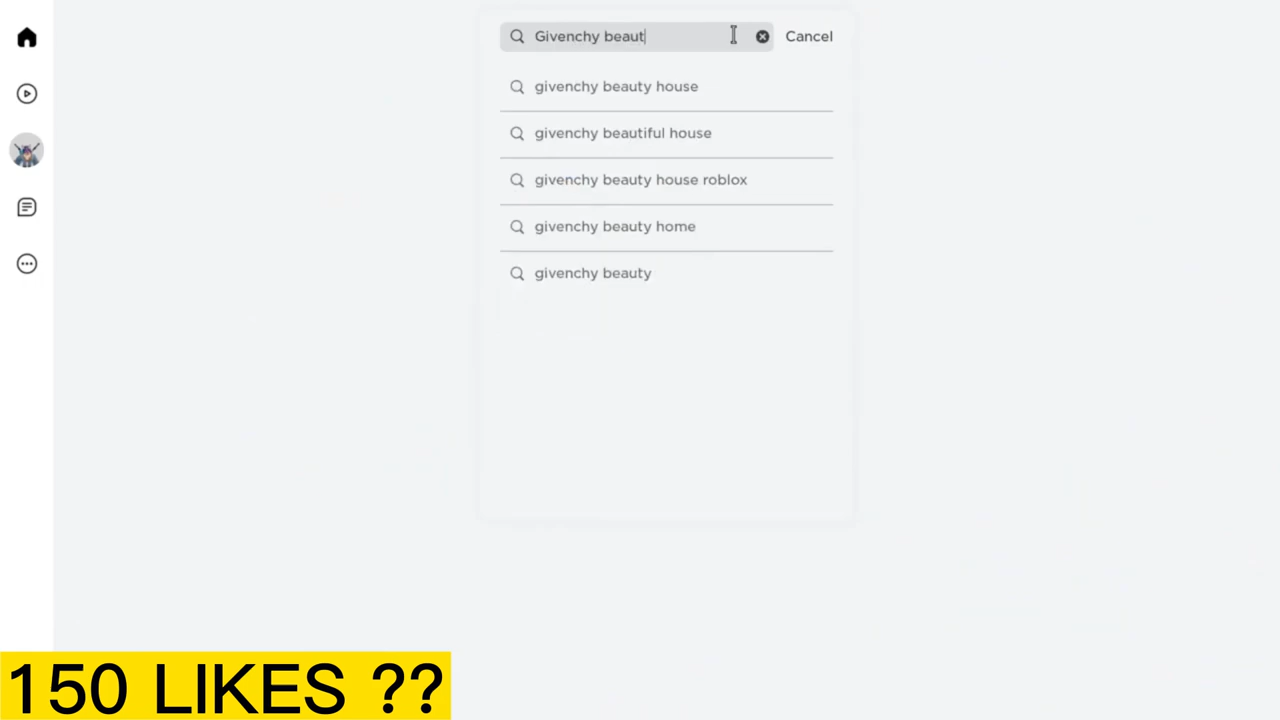 Givenchy beaut
Cancel
givenchy beauty house
givenchy beautiful house
givenchy beauty house roblox
givenchy beauty home
givenchy beauty
150 LIKES ??